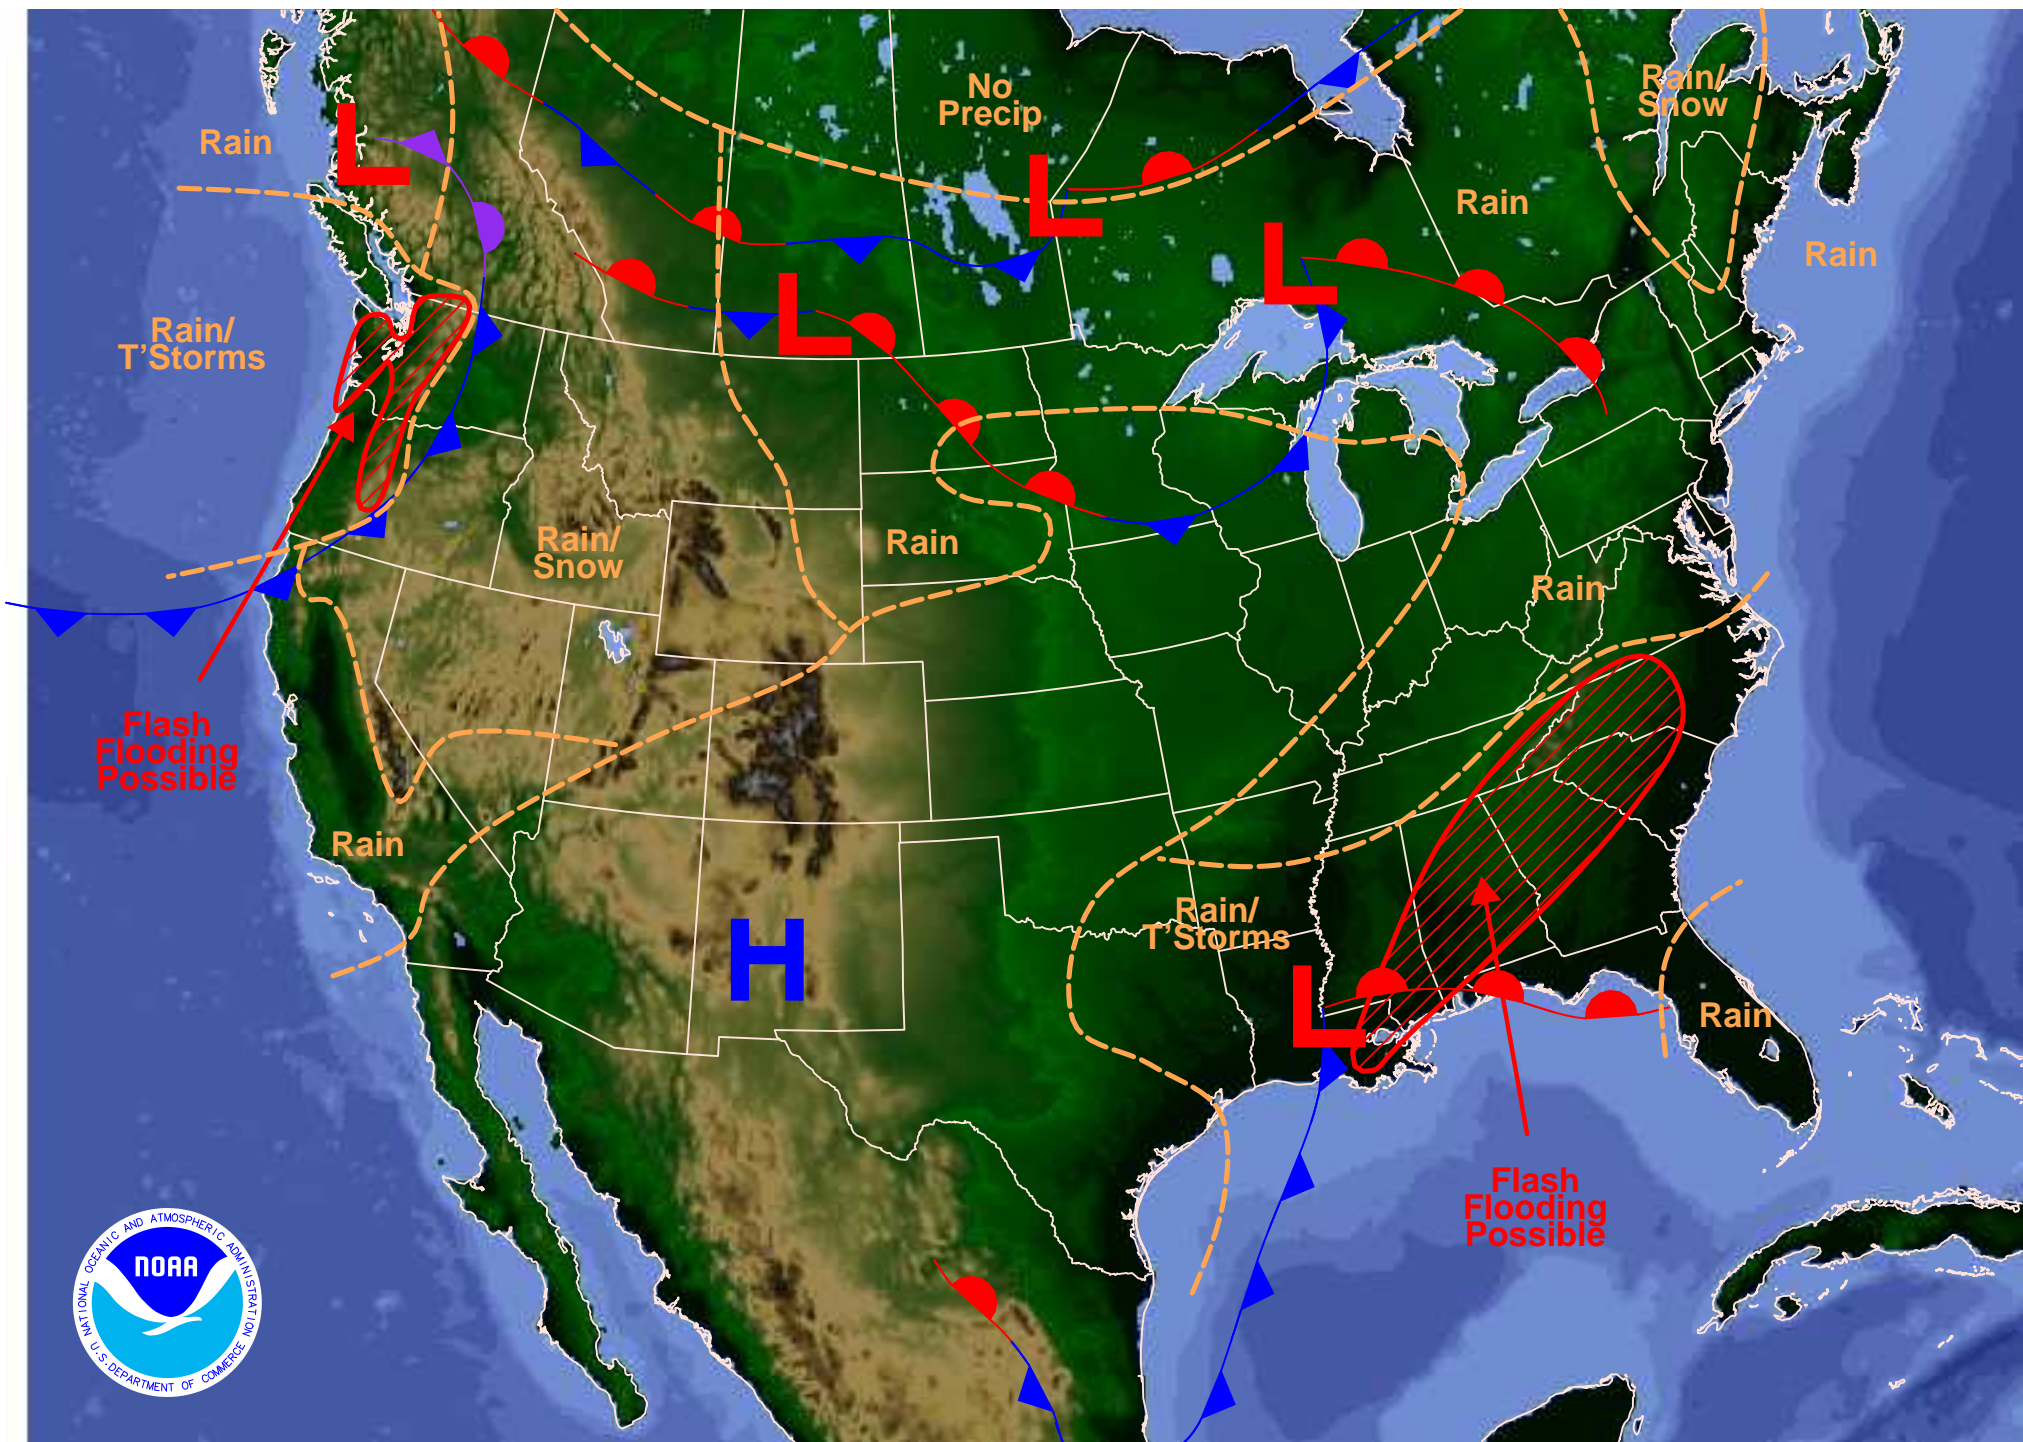 No
Precip
Rain/
Snow
L
Rain
L
Rain
L
Rain
L
L
Rain/
T'Storms
Rain/
Snow
Rain
Rain
Flash
Flooding
Possible
Rain
Rain/
T'Storms
H
L
Rain
Flash
Flooding
Possible
NATIONAL OCEANIC AND ATMOSPHERIC ADMINISTRATION
NOAA
U.S. DEPARTMENT OF COMMERCE